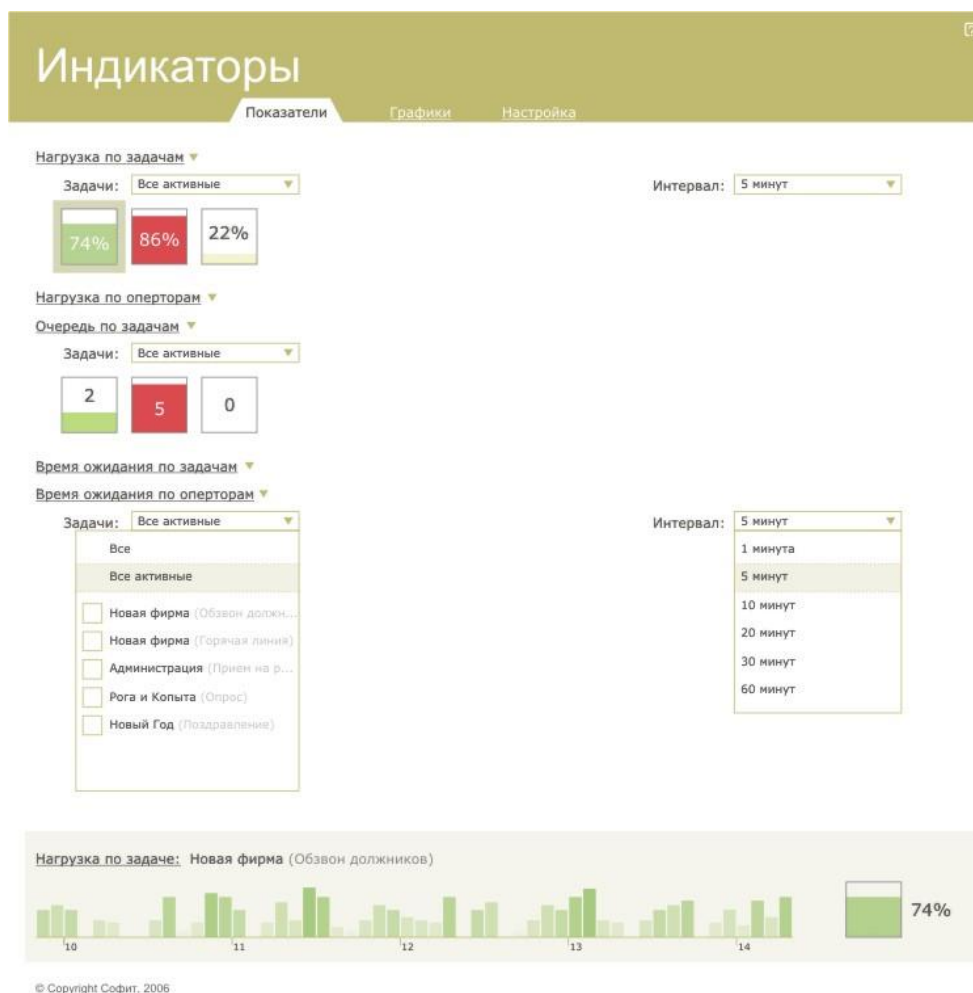 Индикаторы
Показатели Графики Настройка
Нагрузка по задачам
Задачи: Все активные Интервал: 5 минут
74% 86% 22%
Нагрузка по оперторам
Очередь по задачам
Задачи: Все активные
2 5 0
Время ожидания по задачам
Время ожидания по оперторам
Задачи: Все активные Интервал: 5 минут
Все 1 минута
Все активные 5 минут
Новая фирма (Обзвон должн... 10 минут
Новая фирма (Горячая линия) 20 минут
Администрация (Прием на р... 30 минут
Рога и Копыта (Опрос) 60 минут
Новый Год (Поздравление)
Нагрузка по задаче: Новая фирма (Обзвон должников)
74%
10 11 12 13 14
© Copyright Софит, 2006